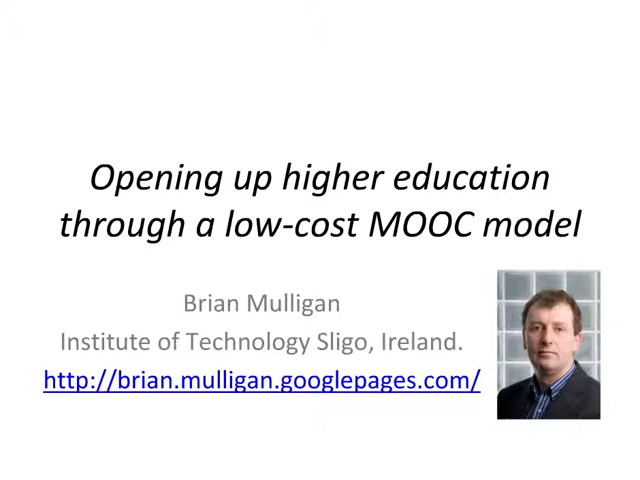 Opening up higher education
through a low-cost MOOC model
Brian Mulligan
Institute of Technology Sligo, Ireland.
http://brian.mulligan.googlepages.com/